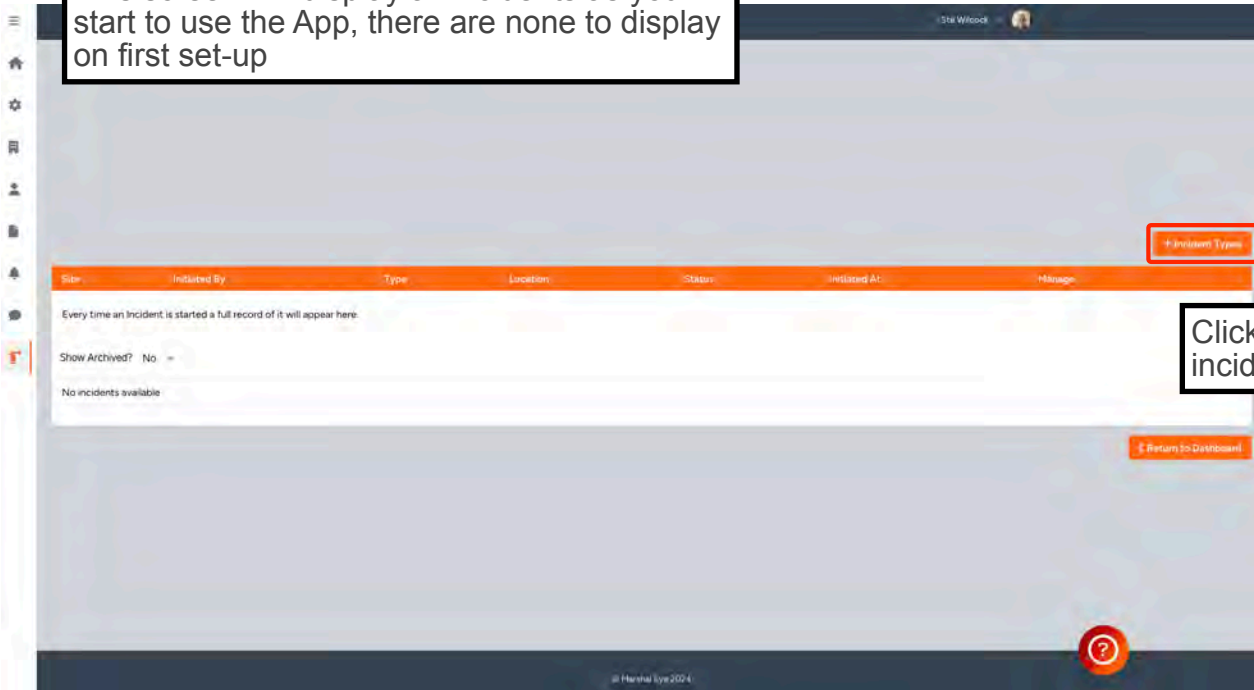 start to use the App, there are none to display
on first set-up
Wilcock
+ Incident Types
Site Initiated By Type Location Status Initiated At Manage
Every time an Incident is started a full record of it will appear here.
Show Archived? No
Click
incid
No incidents available
Return to Dashboard
?
© Marshal Eye 2024